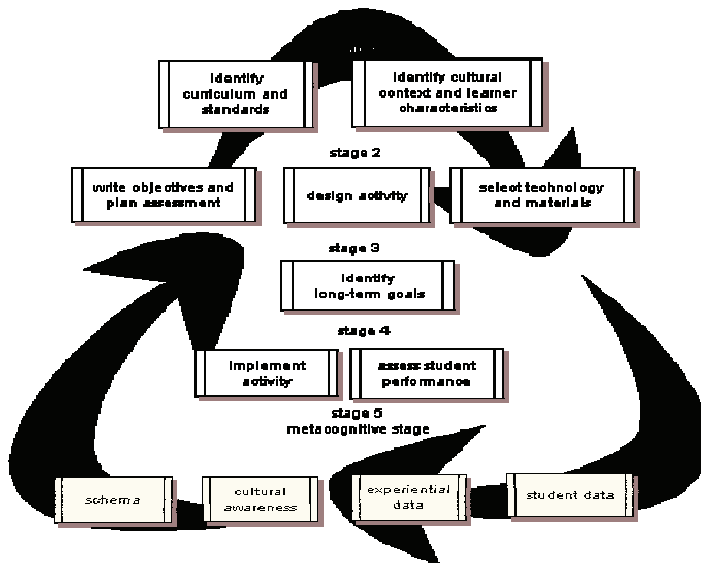 identify
curriculum and
standards
identify cultural
context and learner
characteristics
stage 2
write objectives and
plan assessment
design activity
select technology
and materials
stage 3
identify
long-term goals
stage 4
implement
activity
assess student
performance
stage 5
metacognitive stage
schema
cultural
awareness
experiential
data
student data